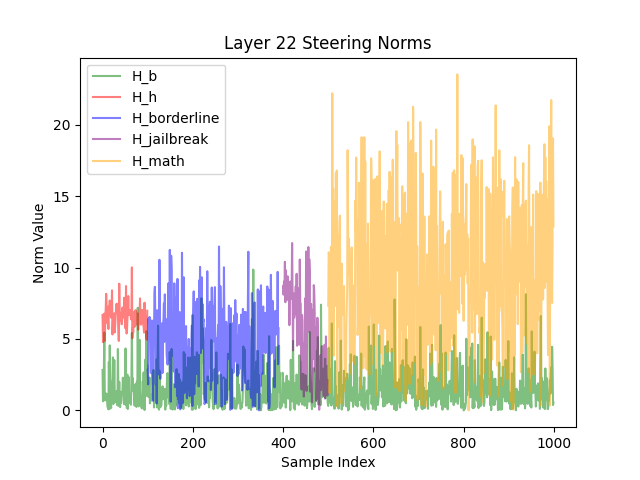 Layer 22 Steering Norms
H_b
H_h
H_borderline
H_jailbreak
H_math
Norm Value
20
15
10
5
0
0
200
400
600
800
1000
Sample Index